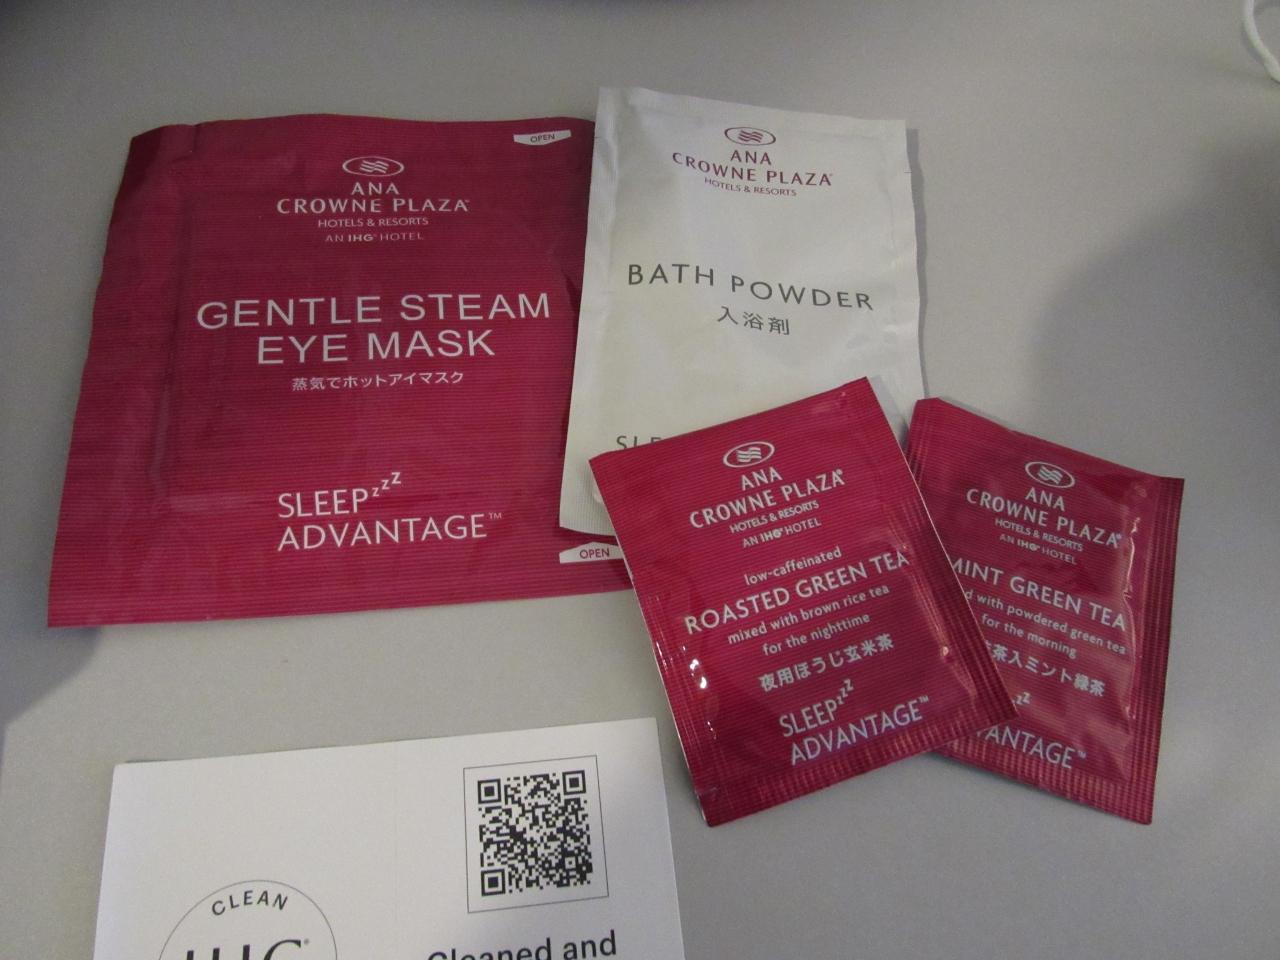 OPEN
ANA
CROWNE PLAZA
HOTELS & RESORTS
AN IHG® HOTEL
GENTLE STEAM
EYE MASK
蒸気でホットアイマスク
SLEEPzzz
ADVANTAGE™
OPEN
ANA
CROWNE PLAZA®
HOTELS & RESORTS
BATH POWDER
入浴剤
ANA
CROWNE PLAZA®
HOTELS & RESORTS
AN IHG® HOTEL
low-caffeinated
ROASTED GREEN TEA
mixed with brown rice tea
for the nighttime
夜用ほうじ玄米茶
SLEEPzzz
ADVANTAGE™
ANA
CROWNE PLAZA®
HOTELS & RESORTS
AN IHG® HOTEL
MINT GREEN TEA
with powdered green tea
for the morning
茶入ミント緑茶
CLEAN
IHG®
Cleaned and